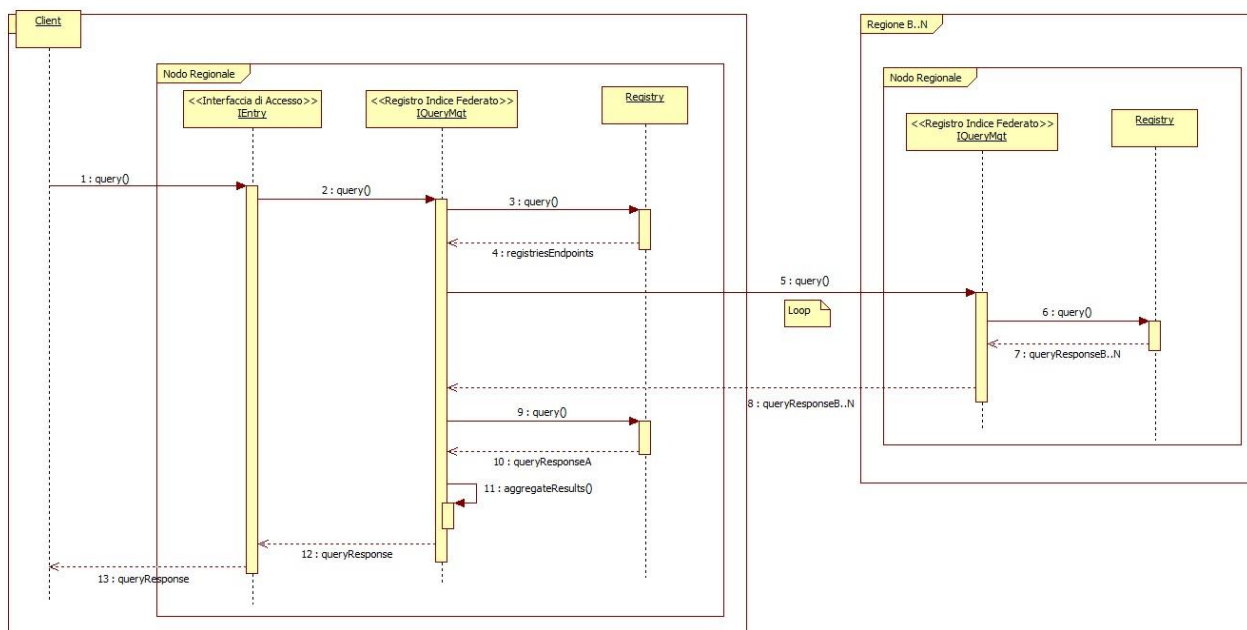 Client
Regione B..N
Nodo Regionale
Nodo Regionale
<<Interfaccia di Accesso>>
IEntry
<<Registro Indice Federato>>
IQueryMgt
Registry
<<Registro Indice Federato>>
IQueryMgt
Registry
1 : query()
2 : query()
3 : query()
4 : registriesEndpoints
5 : query()
Loop
6 : query()
7 : queryResponseB..N
8 : queryResponseB..N
9 : query()
10 : queryResponseA
11 : aggregateResults()
12 : queryResponse
13 : queryResponse